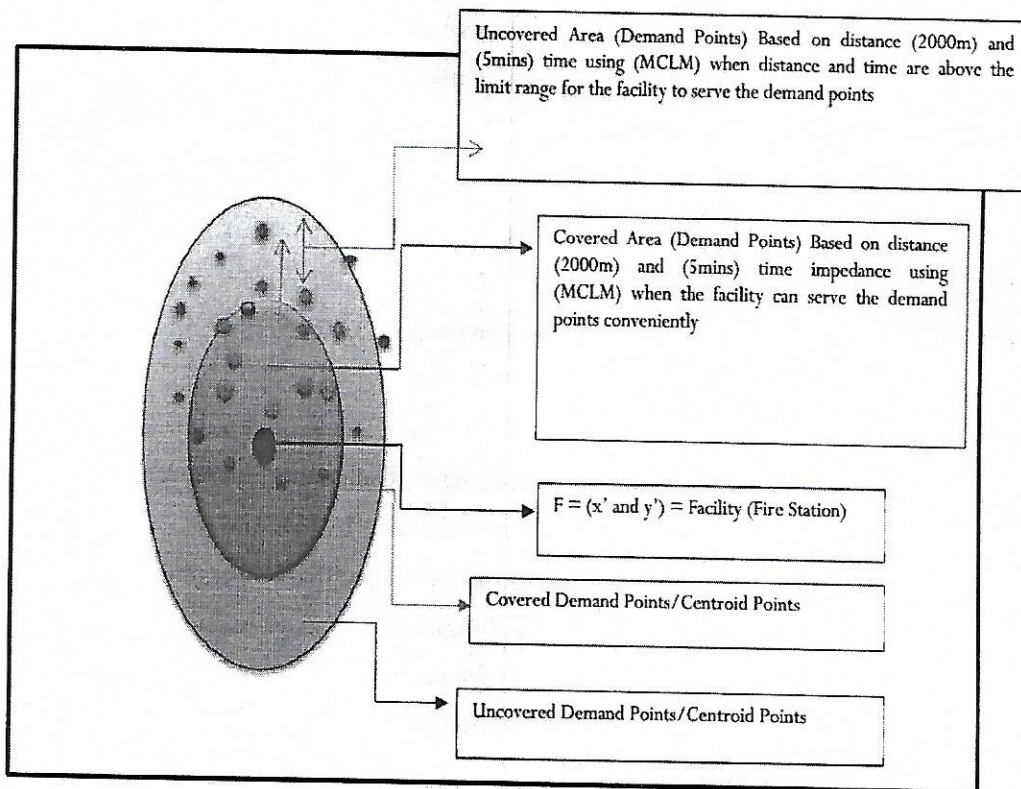 Uncovered Area (Demand Points) Based on distance (2000m) and
(5mins) time using (MCLM) when distance and time are above the
limit range for the facility to serve the demand points
Covered Area (Demand Points) Based on distance
(2000m) and (5mins) time impedance using
(MCLM) when the facility can serve the demand
points conveniently
F = (x' and y') = Facility (Fire Station)
Covered Demand Points/Centroid Points
Uncovered Demand Points/Centroid Points